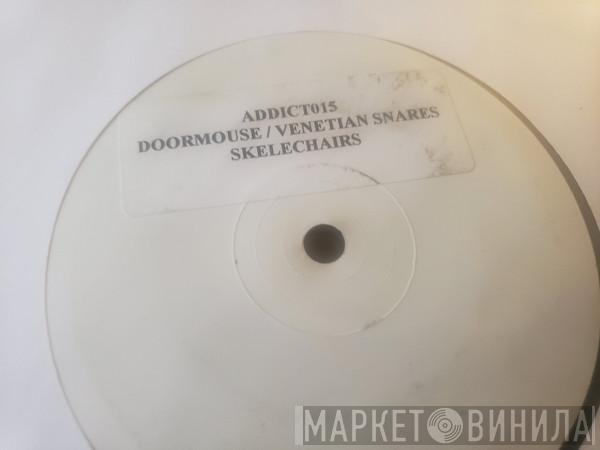 ADDICT015
DOORMOUSE / VENETIAN SNARES
SKELECHAIRS
МАРКЕТ ВИНИЛА